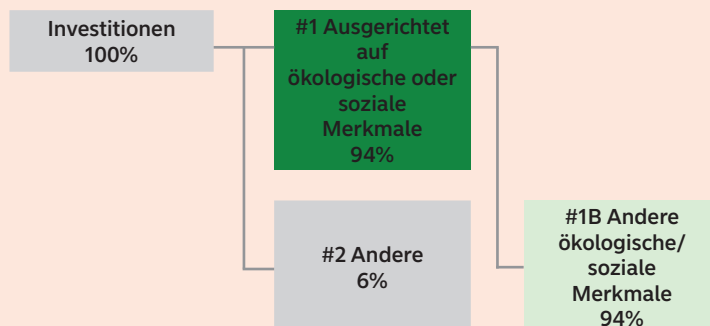 Investitionen
100%
#1 Ausgerichtet
auf
ökologische oder
soziale
Merkmale
94%
#2 Andere
6%
#1B Andere
ökologische/
soziale
Merkmale
94%